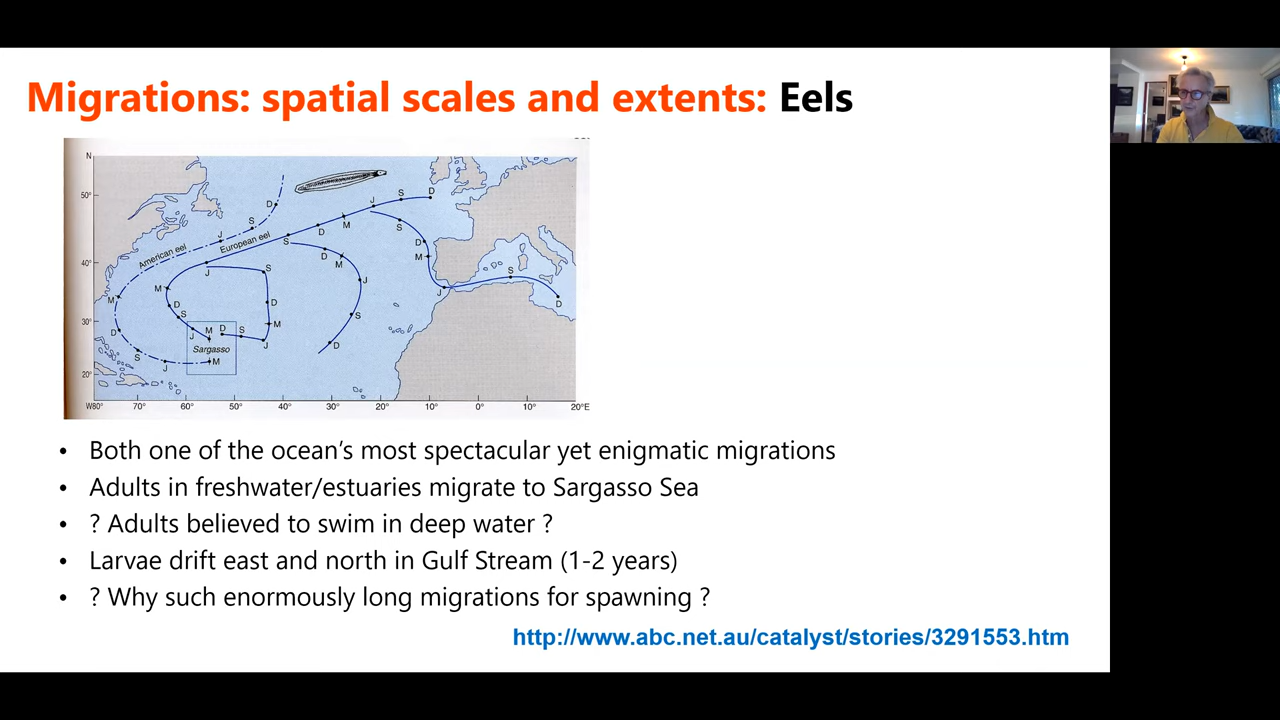 Migrations: spatial scales and extents: Eels
N
50°
40°
30°
20°
W80° 70° 60° 50° 40° 30° 20° 10° 0° 10° 20°E
American eel
European eel
Sargasso
J S D
D S J
S D M J S D
M D S J
M D S J M
J S D M J
M D S
S D M J S D
S D M J S D
• Both one of the ocean’s most spectacular yet enigmatic migrations
• Adults in freshwater/estuaries migrate to Sargasso Sea
• ? Adults believed to swim in deep water ?
• Larvae drift east and north in Gulf Stream (1-2 years)
• ? Why such enormously long migrations for spawning ?
http://www.abc.net.au/catalyst/stories/3291553.htm